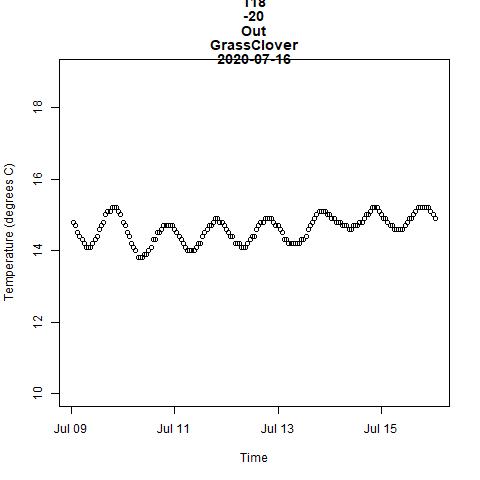 T18
-20
Out
GrassClover
2020-07-16
Temperature (degrees C)
18
16
14
12
10
Jul 09 Jul 11 Jul 13 Jul 15
Time